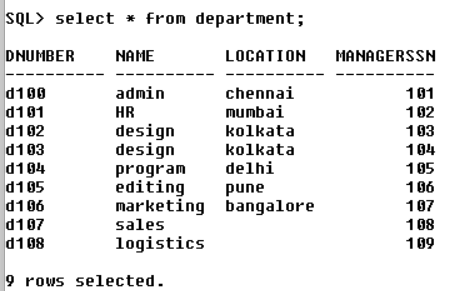 SQL> select * from department;
DNUMBER NAME LOCATION MANAGERSSN
---------- ---------- ---------- ----------
d100 admin chennai 101
d101 HR mumbai 102
d102 design kolkata 103
d103 design kolkata 104
d104 program delhi 105
d105 editing pune 106
d106 marketing bangalore 107
d107 sales 108
d108 logistics 109
9 rows selected.